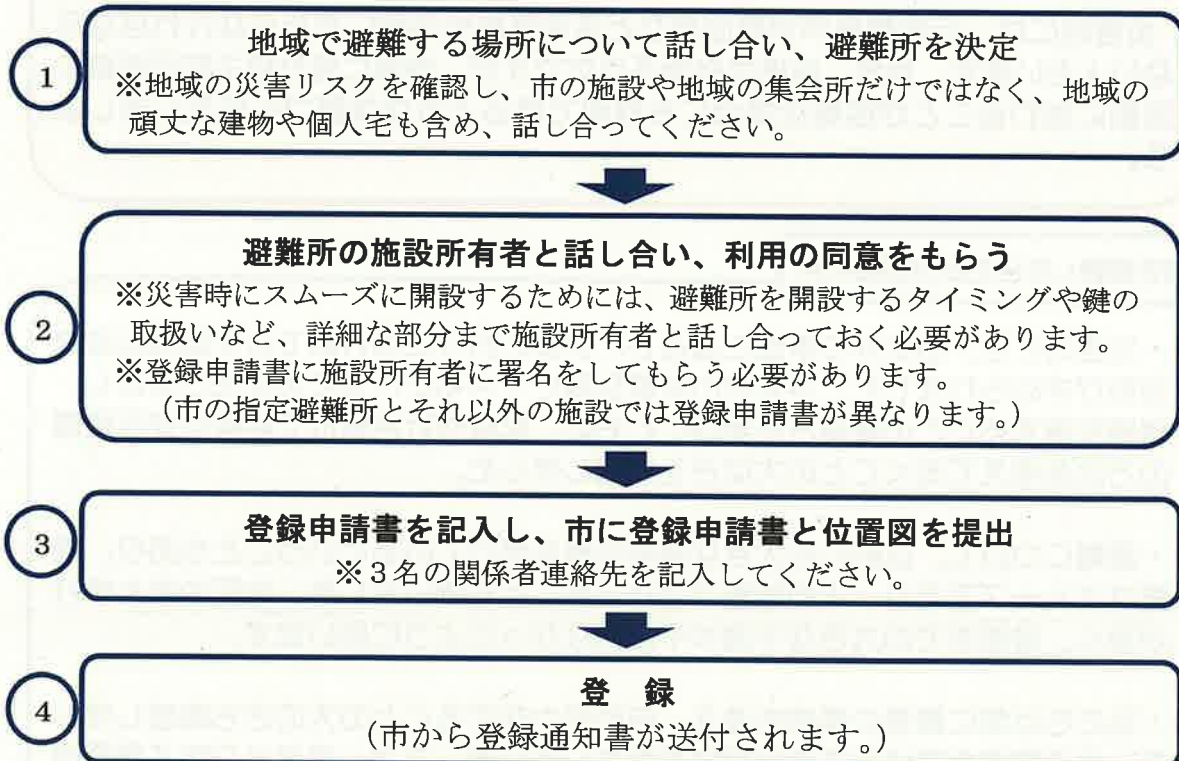 1
地域で避難する場所について話し合い、避難所を決定
※地域の災害リスクを確認し、市の施設や地域の集会所だけではなく、地域の
頑丈な建物や個人宅も含め、話し合ってください。
2
避難所の施設所有者と話し合い、利用の同意をもらう
※災害時にスムーズに開設するためには、避難所を開設するタイミングや鍵の
取扱いなど、詳細な部分まで施設所有者と話し合っておく必要があります。
※登録申請書に施設所有者に署名をしてもらう必要があります。
（市の指定避難所とそれ以外の施設では登録申請書が異なります。）
3
登録申請書を記入し、市に登録申請書と位置図を提出
※３名の関係者連絡先を記入してください。
4
登　録
（市から登録通知書が送付されます。）